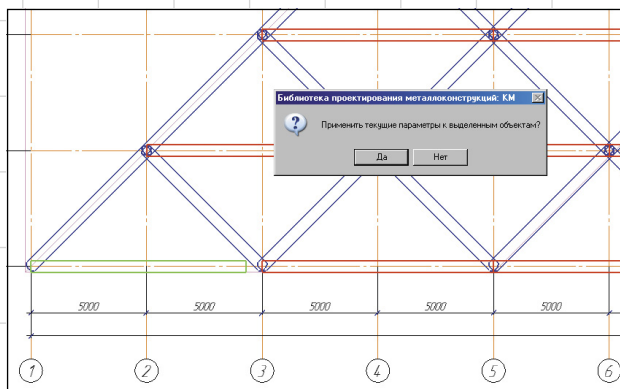 Библиотека проектирования металлоконструкций: КМ
Применить текущие параметры к выделенным объектам?
Да Нет
5000 5000 5000 5000 5000
1 2 3 4 5 6